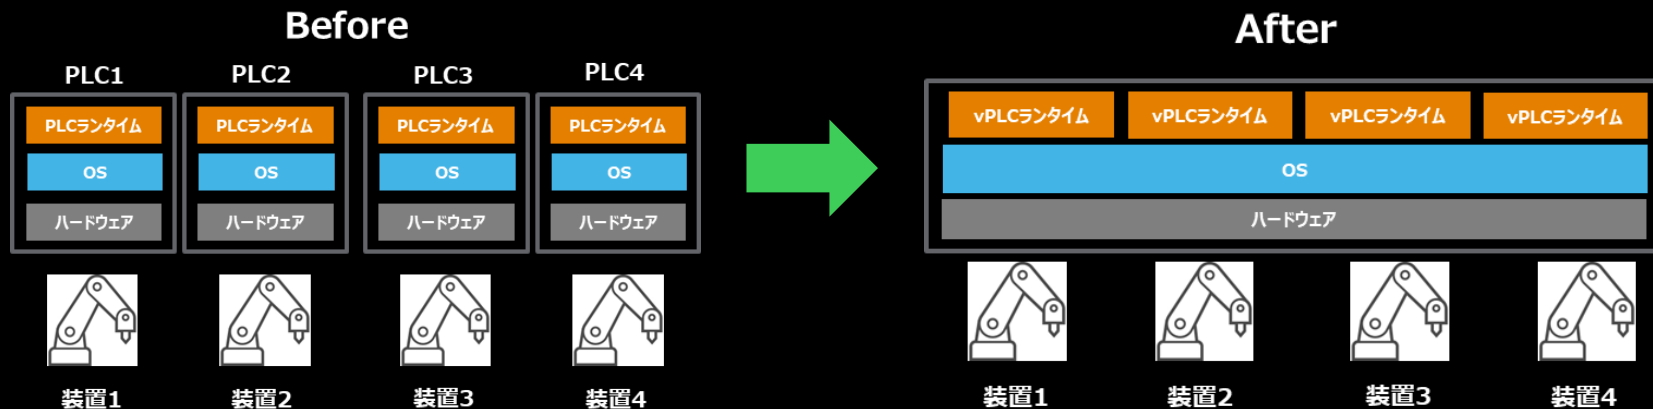 Before
PLC1 PLC2 PLC3 PLC4
PLCランタイム PLCランタイム PLCランタイム PLCランタイム
OS OS OS OS
ハードウェア ハードウェア ハードウェア ハードウェア
装置1 装置2 装置3 装置4
After
vPLCランタイム vPLCランタイム vPLCランタイム vPLCランタイム
OS
ハードウェア
装置1 装置2 装置3 装置4